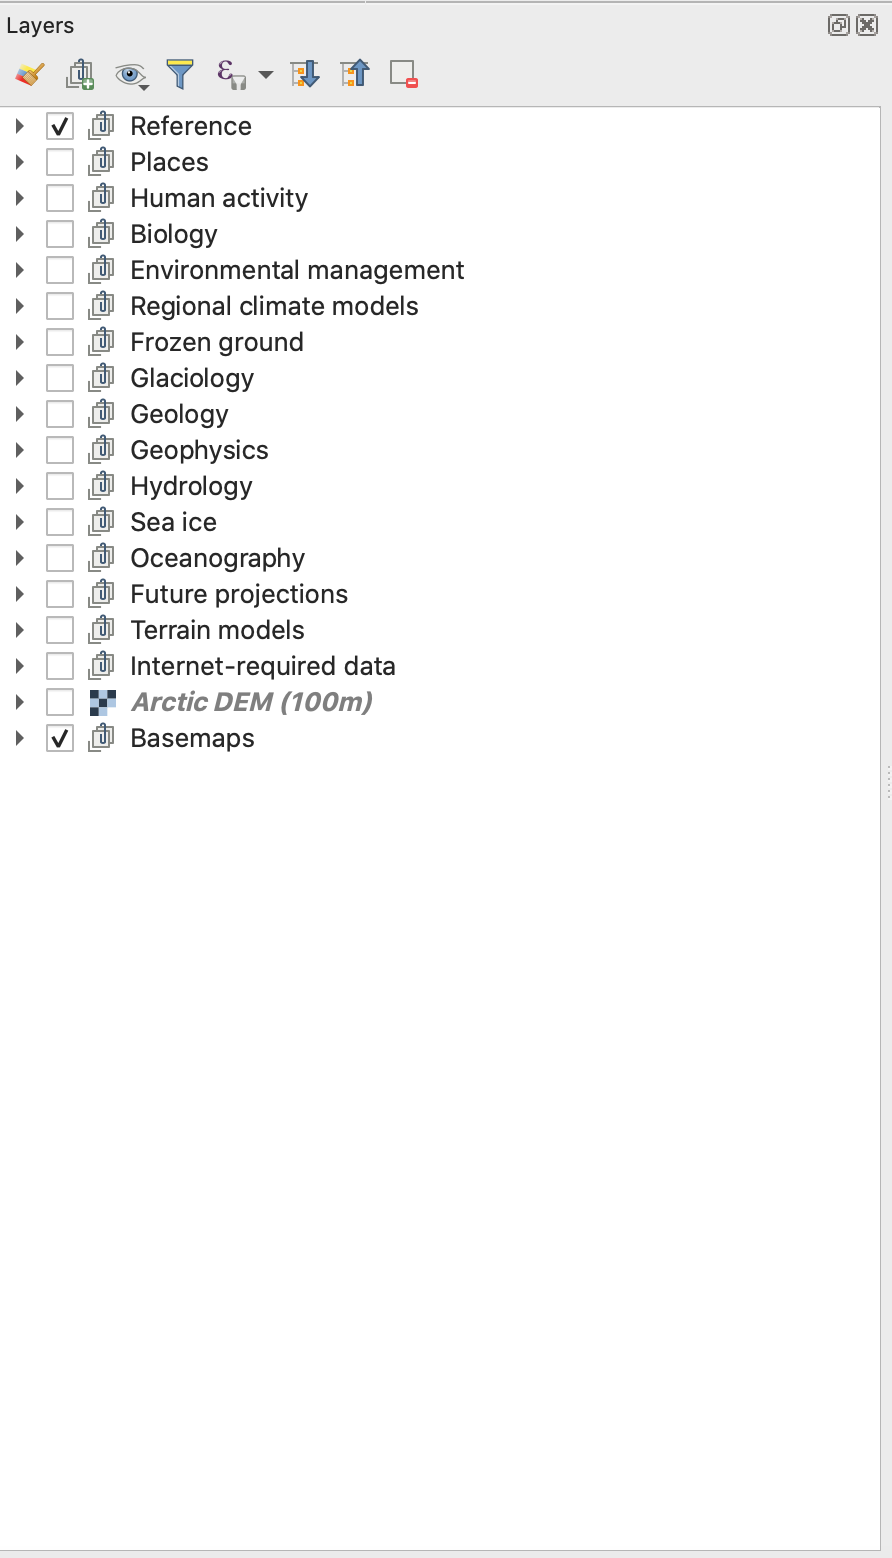 Layers
Reference
Places
Human activity
Biology
Environmental management
Regional climate models
Frozen ground
Glaciology
Geology
Geophysics
Hydrology
Sea ice
Oceanography
Future projections
Terrain models
Internet-required data
Arctic DEM (100m)
Basemaps